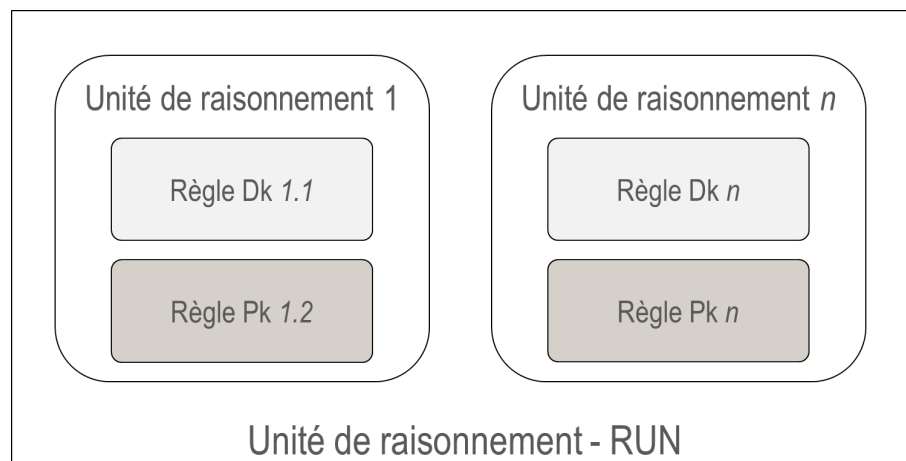 Unité de raisonnement 1
Règle Dk 1.1
Règle Pk 1.2
Unité de raisonnement n
Règle Dk n
Règle Pk n
Unité de raisonnement - RUN